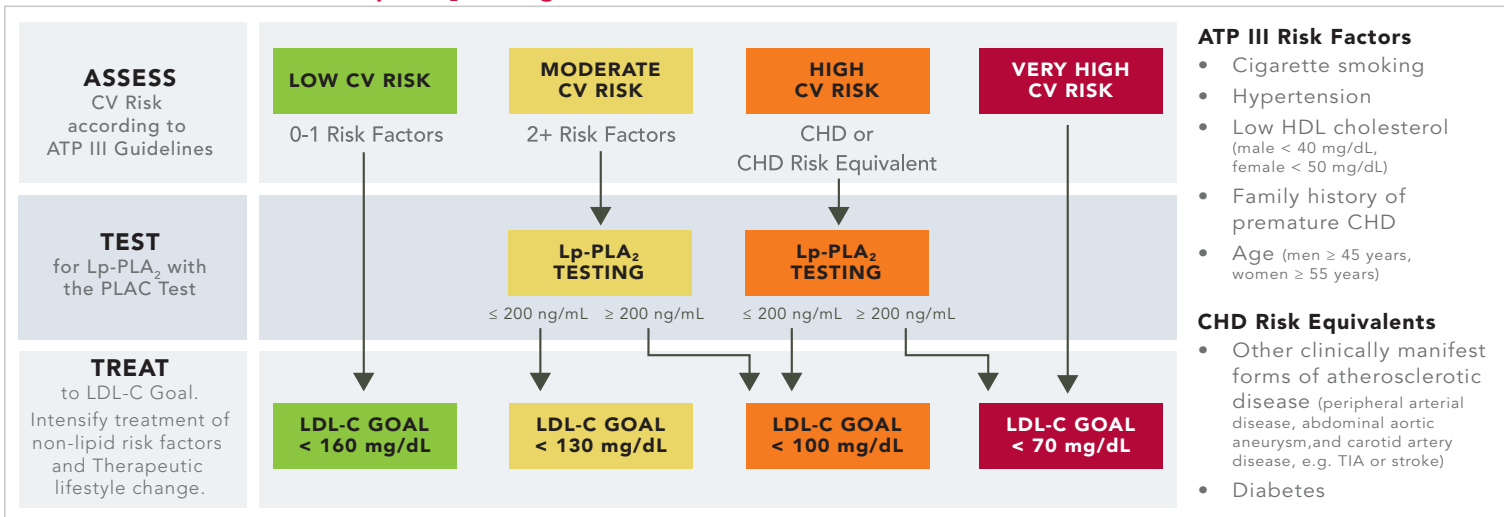 ASSESS
CV Risk
according to
ATP III Guidelines
LOW CV RISK
0-1 Risk Factors
MODERATE
CV RISK
2+ Risk Factors
HIGH
CV RISK
CHD or
CHD Risk Equivalent
VERY HIGH
CV RISK
TEST
for Lp-PLA₂ with
the PLAC Test
Lp-PLA₂
TESTING
≤ 200 ng/mL ≥ 200 ng/mL
Lp-PLA₂
TESTING
≤ 200 ng/mL ≥ 200 ng/mL
TREAT
to LDL-C Goal.
Intensify treatment of
non-lipid risk factors
and Therapeutic
lifestyle change.
LDL-C GOAL
< 160 mg/dL
LDL-C GOAL
< 130 mg/dL
LDL-C GOAL
< 100 mg/dL
LDL-C GOAL
< 70 mg/dL
ATP III Risk Factors
• Cigarette smoking
• Hypertension
• Low HDL cholesterol
(male < 40 mg/dL,
female < 50 mg/dL)
• Family history of
premature CHD
• Age (men ≥ 45 years,
women ≥ 55 years)
CHD Risk Equivalents
• Other clinically manifest
forms of atherosclerotic
disease (peripheral arterial
disease, abdominal aortic
aneurysm,and carotid artery
disease, e.g. TIA or stroke)
• Diabetes